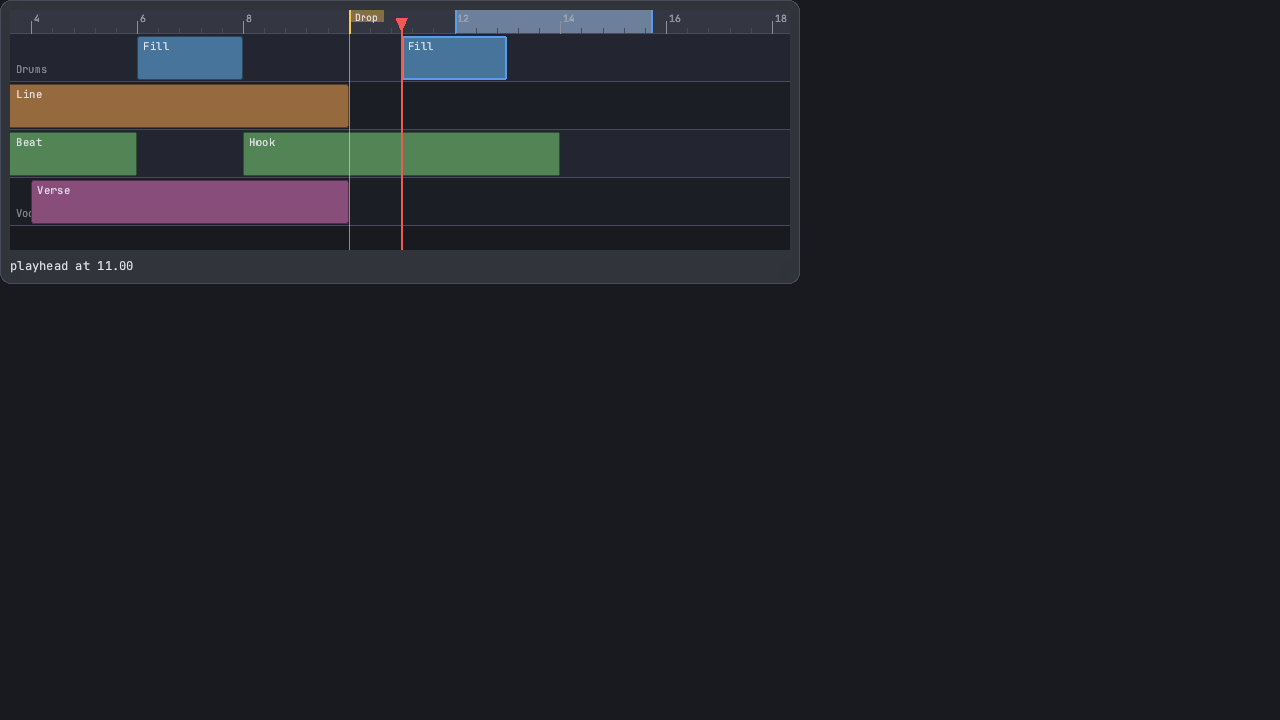 4 6 8 Drop 12 14 16 18
Fill Fill
Drums
Line
Beat Hook
Verse
playhead at 11.00